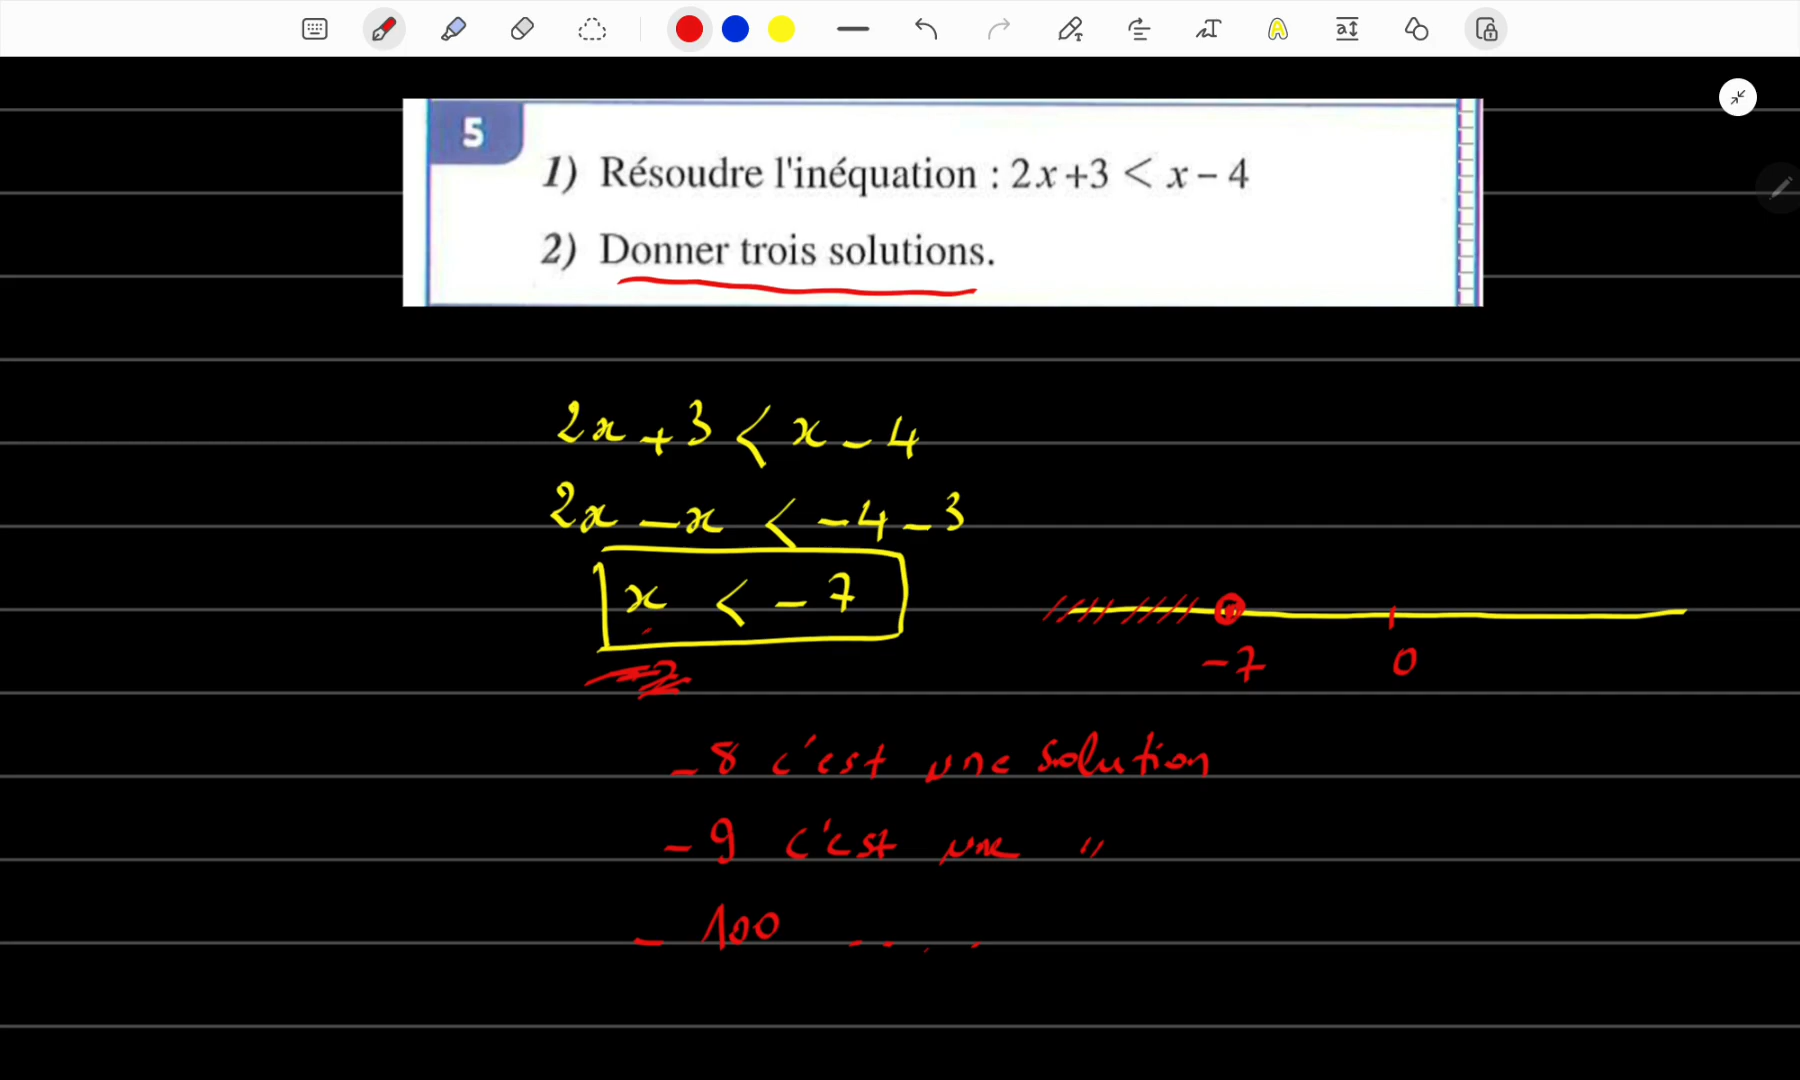 5
1) Résoudre l'inéquation : 2x+3 < x − 4
2) Donner trois solutions.
2x + 3 < x − 4
2x − x < −4 − 3
x < − 7
−7 0
−8 c'est une solution
−9 c'est une "
− 100 .....